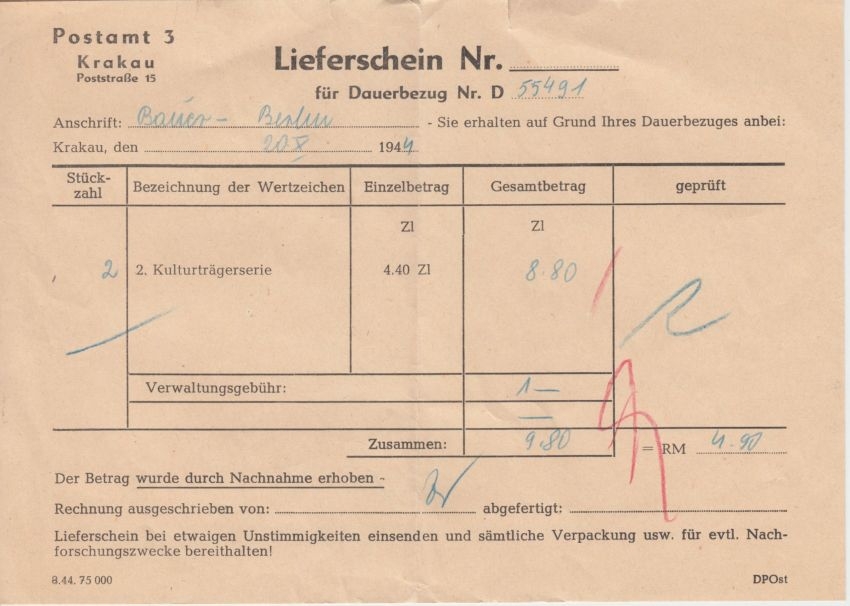 Postamt 3
Krakau
Poststraße 15
Lieferschein Nr.
für Dauerbezug Nr. D 55491
Anschrift: Bauer - Berlin - Sie erhalten auf Grund Ihres Dauerbezuges anbei:
Krakau, den 20 X 1944
Stück-
zahl Bezeichnung der Wertzeichen Einzelbetrag Gesamtbetrag geprüft
Zl Zl
2 2. Kulturträgerserie 4.40 Zl 8.80
Verwaltungsgebühr: 1 —
Zusammen: 9.80 = RM 4.90
Der Betrag wurde durch Nachnahme erhoben -
Rechnung ausgeschrieben von: abgefertigt:
Lieferschein bei etwaigen Unstimmigkeiten einsenden und sämtliche Verpackung usw. für evtl. Nach-
forschungszwecke bereithalten!
8.44. 75 000 DPOst